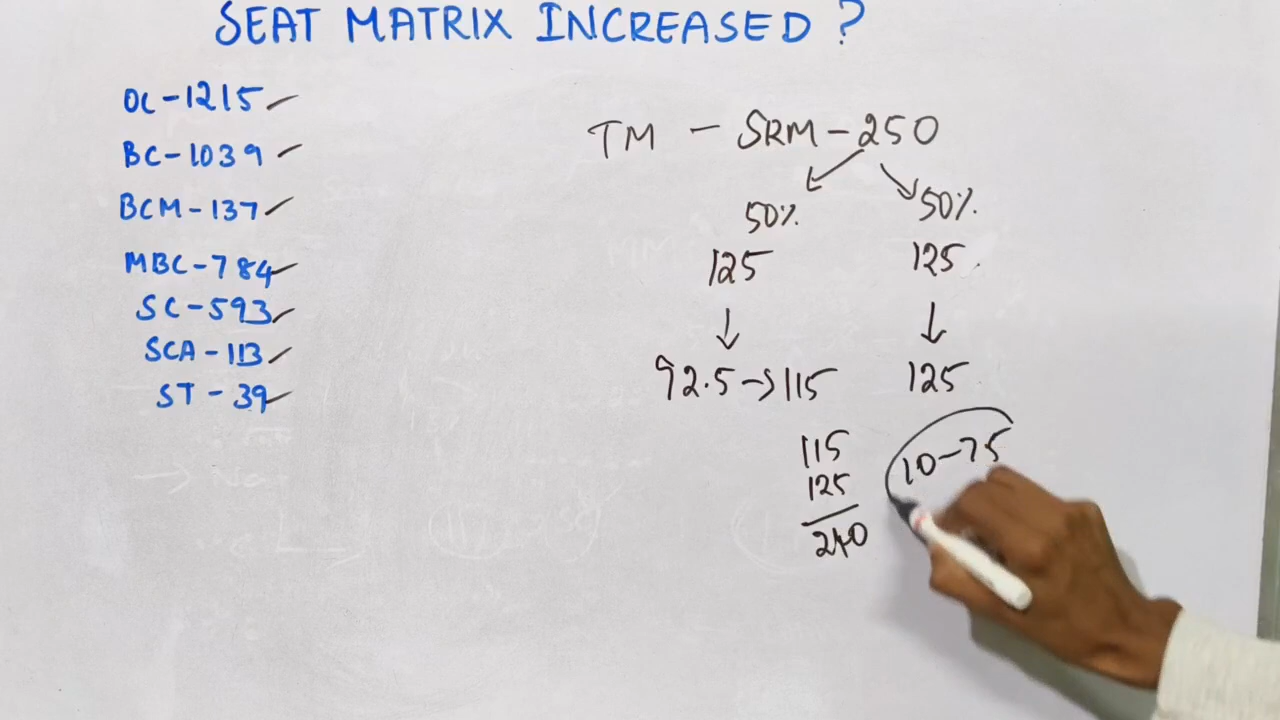 SEAT MATRIX INCREASED ?
OC-1215
BC-1039
BCM-137
MBC-784
SC-593
SCA-113
ST-39
TM - SRM-250
50% 50%
125 125
92.5→115 125
115
125
240
10-75